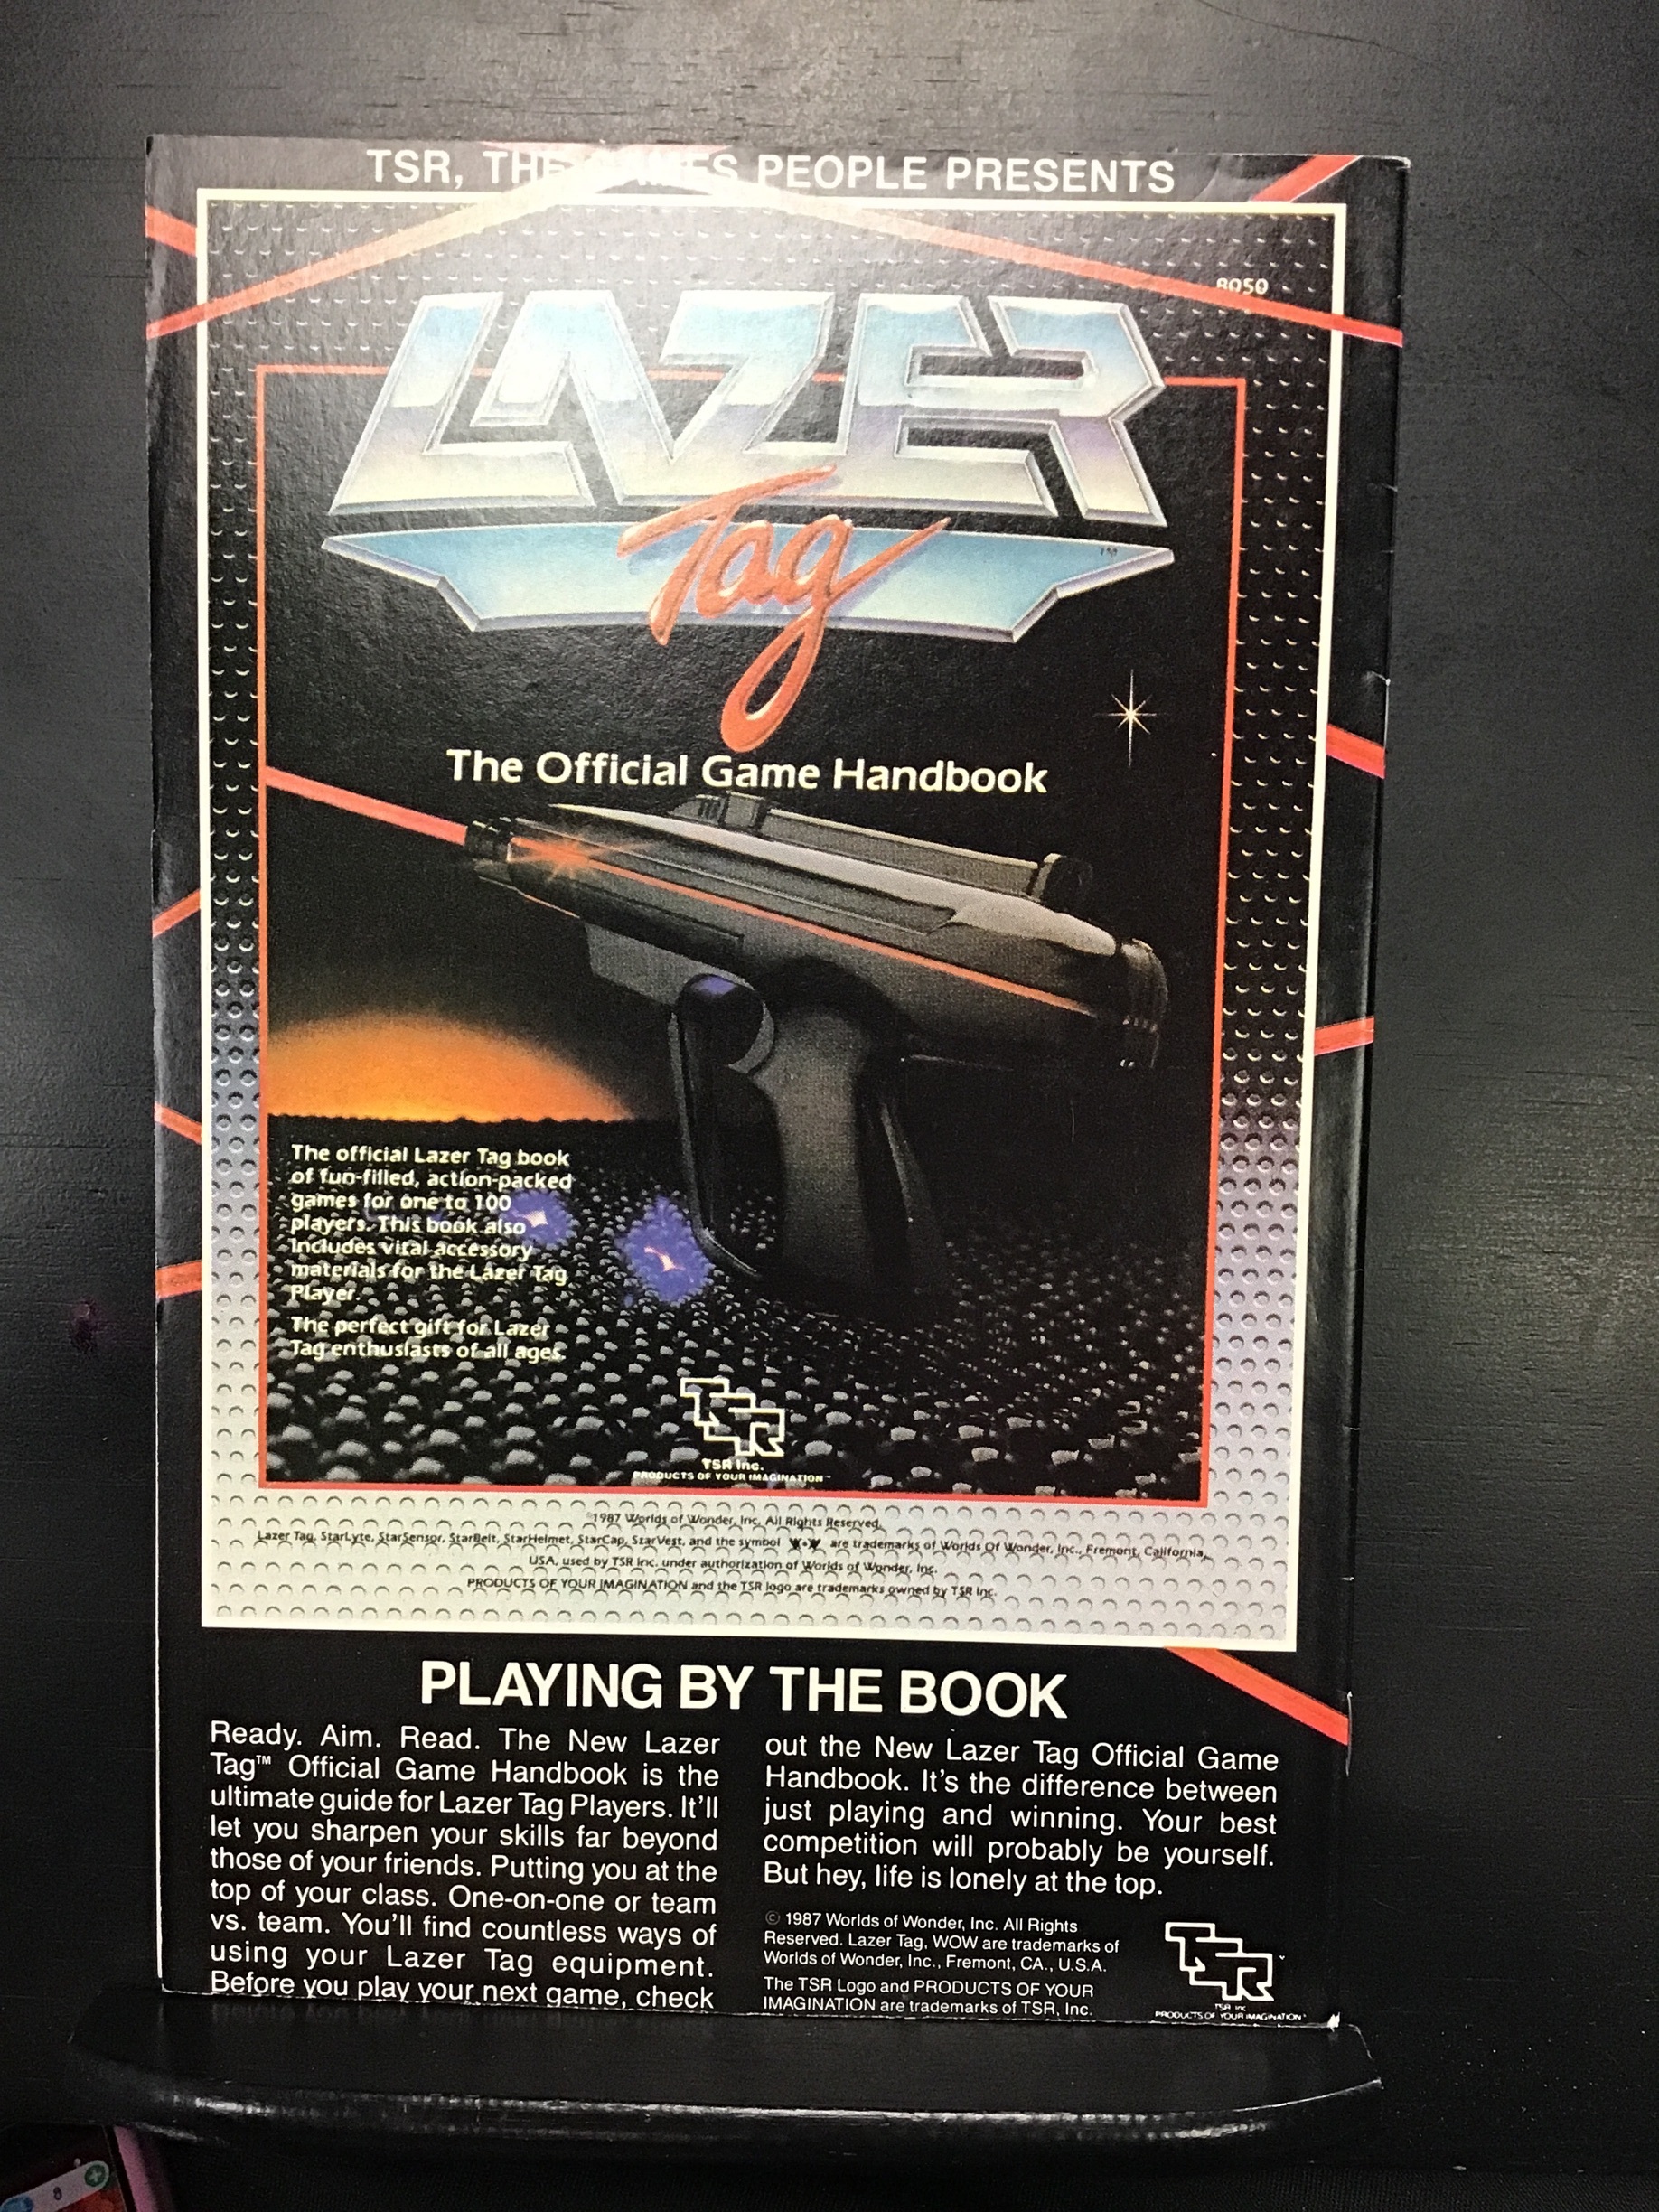 TSR, THE GAMES PEOPLE PRESENTS
8050
LAZER
Tag
TM
The Official Game Handbook
The official Lazer Tag book
of fun-filled, action-packed
games for one to 100
players. This book also
includes vital accessory
materials for the Lazer Tag
Player.
The perfect gift for Lazer
Tag enthusiasts of all ages.
TSR
TSR Inc.
PRODUCTS OF YOUR IMAGINATION™
©1987 Worlds of Wonder, Inc. All Rights Reserved.
Lazer Tag, StarLyte, StarSensor, StarBelt, StarHelmet, StarCap, StarVest, and the symbol are trademarks of Worlds Of Wonder, Inc., Fremont, California,
USA, used by TSR Inc. under authorization of Worlds of Wonder, Inc.
PRODUCTS OF YOUR IMAGINATION and the TSR logo are trademarks owned by TSR Inc.
PLAYING BY THE BOOK
Ready. Aim. Read. The New Lazer
Tag™ Official Game Handbook is the
ultimate guide for Lazer Tag Players. It'll
let you sharpen your skills far beyond
those of your friends. Putting you at the
top of your class. One-on-one or team
vs. team. You'll find countless ways of
using your Lazer Tag equipment.
Before you play your next game, check
out the New Lazer Tag Official Game
Handbook. It's the difference between
just playing and winning. Your best
competition will probably be yourself.
But hey, life is lonely at the top.
© 1987 Worlds of Wonder, Inc. All Rights
Reserved. Lazer Tag, WOW are trademarks of
Worlds of Wonder, Inc., Fremont, CA., U.S.A.
The TSR Logo and PRODUCTS OF YOUR
IMAGINATION are trademarks of TSR, Inc.
TSR
TSR Inc
PRODUCTS OF YOUR IMAGINATION™
8